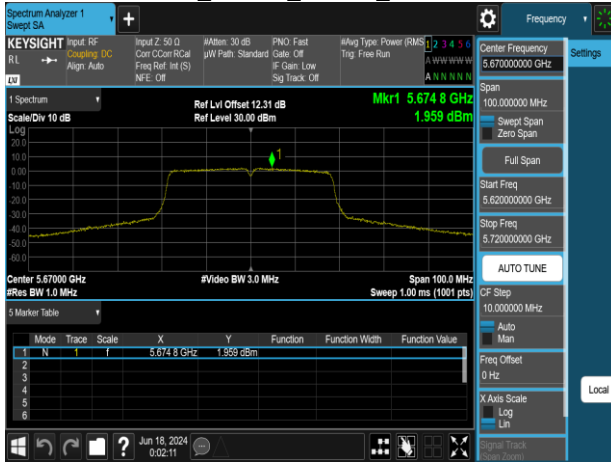 Spectrum Analyzer 1
Swept SA
+
Frequency
KEYSIGHT
RL
LXI
Input: RF
Coupling: DC
Align: Auto
Input Z: 50 Ω
Corr CCorr RCal
Freq Ref: Int (S)
NFE: Off
#Atten: 30 dB
µW Path: Standard
PNO: Fast
Gate: Off
IF Gain: Low
Sig Track: Off
#Avg Type: Power (RMS
Trig: Free Run
1 2 3 4 5 6
A W W W W W
A N N N N N
1 Spectrum
Scale/Div 10 dB
Ref Lvl Offset 12.31 dB
Ref Level 30.00 dBm
Mkr1 5.674 8 GHz
1.959 dBm
Log
20.0
10.0
0.00
-10.0
-20.0
-30.0
-40.0
-50.0
-60.0
1
Center 5.67000 GHz
#Video BW 3.0 MHz
Span 100.0 MHz
#Res BW 1.0 MHz
Sweep 1.00 ms (1001 pts)
5 Marker Table
Mode Trace Scale X Y Function Function Width Function Value
1 N 1 f 5.674 8 GHz 1.959 dBm
2
3
4
5
6
Jun 18, 2024
0:02:11
?
Center Frequency
5.670000000 GHz
Settings
Span
100.000000 MHz
Swept Span
Zero Span
Full Span
Start Freq
5.620000000 GHz
Stop Freq
5.720000000 GHz
AUTO TUNE
CF Step
10.000000 MHz
Auto
Man
Freq Offset
0 Hz
X Axis Scale
Log
Lin
Local
Signal Track
(Span Zoom)